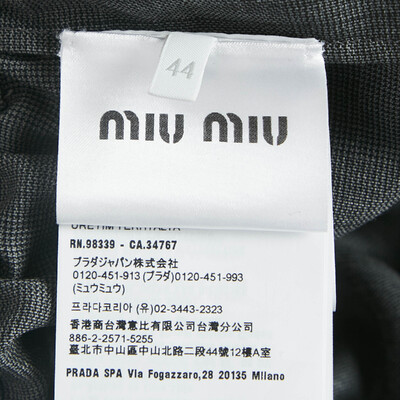 44
miu miu
RN.98339 - CA.34767
プラダジャパン株式会社
0120-451-913 (プラダ)0120-451-993
(ミュウミュウ)
프라다코리아 (유)02-3443-2323
香港商台灣意比有限公司台灣分公司
886-2-2571-5255
臺北市中山區中山北路二段44號12樓A室
PRADA SPA Via Fogazzaro,28 20135 Milano